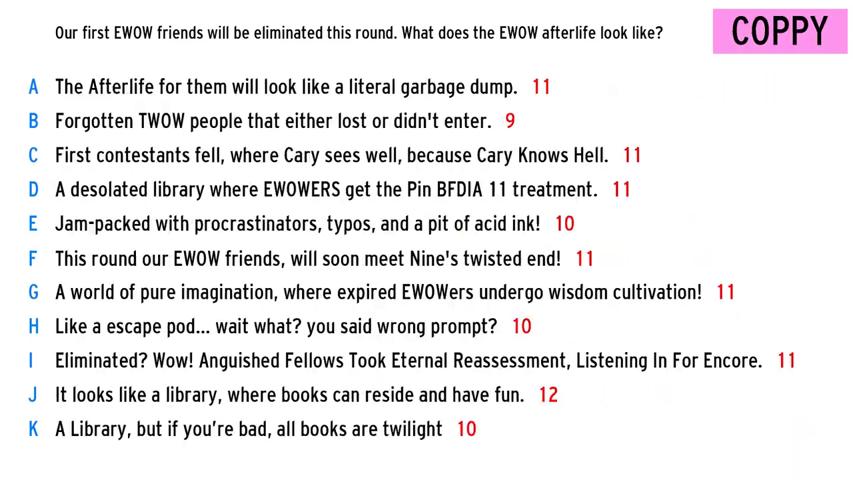 Our first EWOW friends will be eliminated this round. What does the EWOW afterlife look like?
COPPY
A The Afterlife for them will look like a literal garbage dump. 11
B Forgotten TWOW people that either lost or didn't enter. 9
C First contestants fell, where Cary sees well, because Cary Knows Hell. 11
D A desolated library where EWOWERS get the Pin BFDIA 11 treatment. 11
E Jam-packed with procrastinators, typos, and a pit of acid ink! 10
F This round our EWOW friends, will soon meet Nine's twisted end! 11
G A world of pure imagination, where expired EWOWers undergo wisdom cultivation! 11
H Like a escape pod... wait what? you said wrong prompt? 10
I Eliminated? Wow! Anguished Fellows Took Eternal Reassessment, Listening In For Encore. 11
J It looks like a library, where books can reside and have fun. 12
K A Library, but if you’re bad, all books are twilight 10